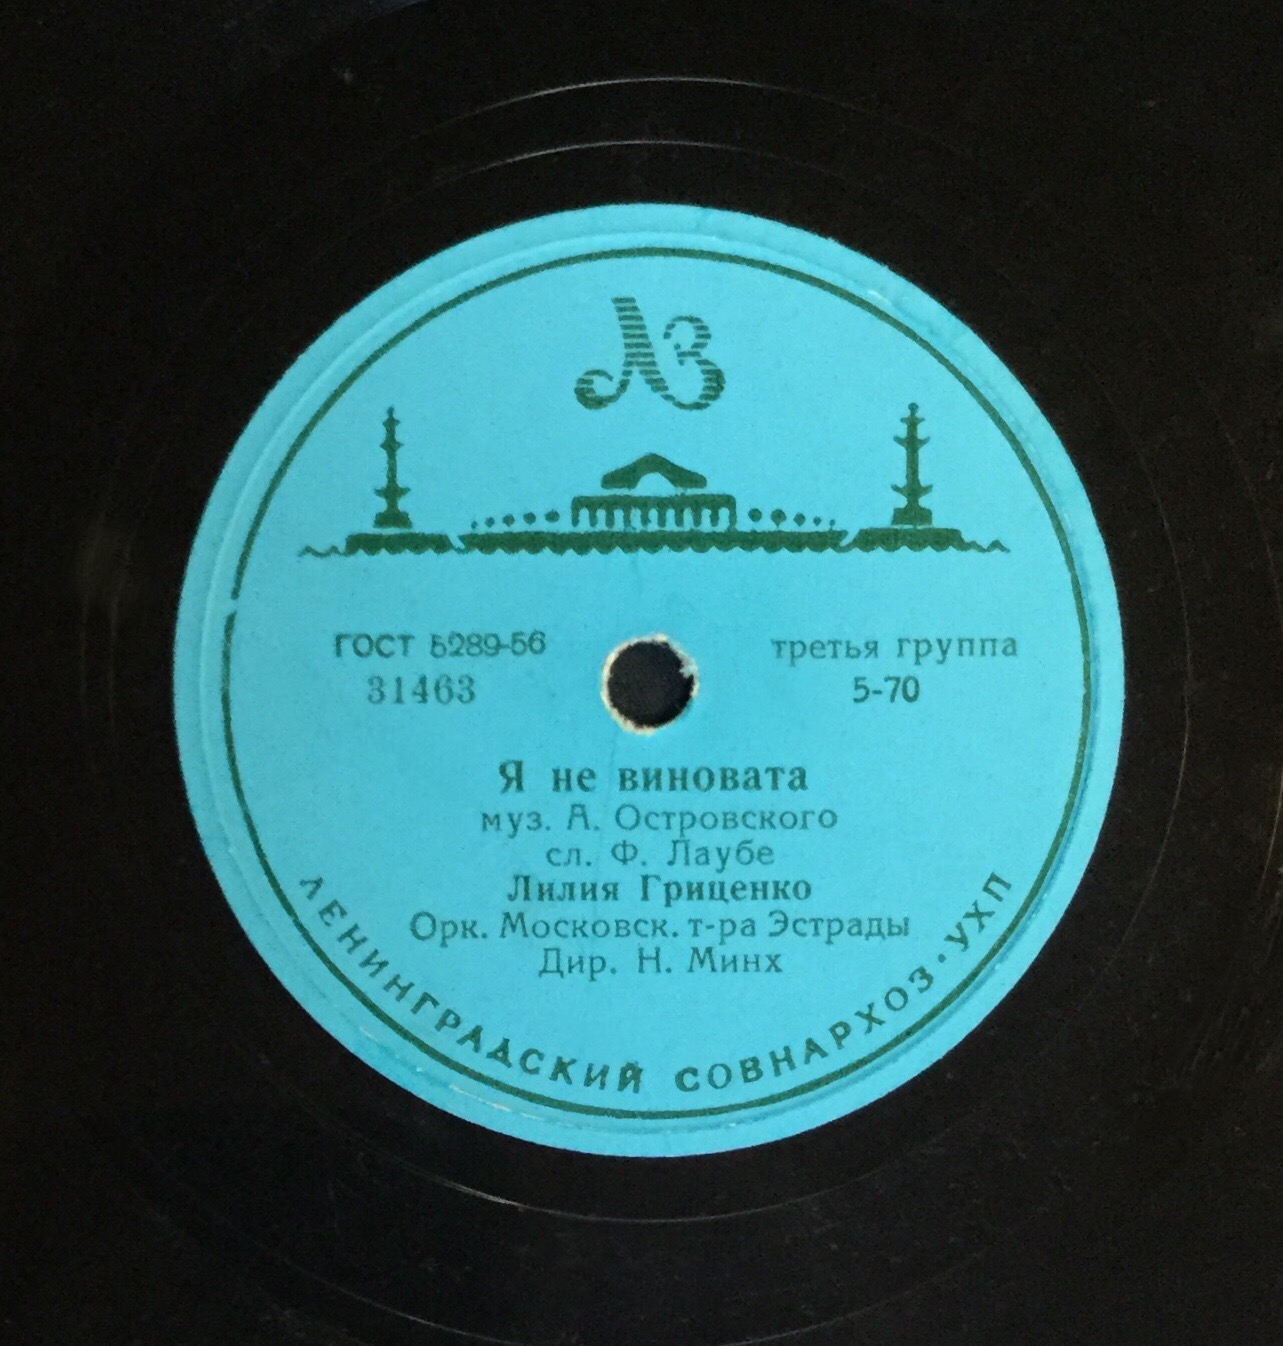 ЛЗ
ГОСТ 5289-56
31463
третья группа
5-70
Я не виновата
муз. А. Островского
сл. Ф. Лаубе
Лилия Гриценко
Орк. Московск. т-ра Эстрады
Дир. Н. Минх
ЛЕНИНГРАДСКИЙ СОВНАРХОЗ·УХП